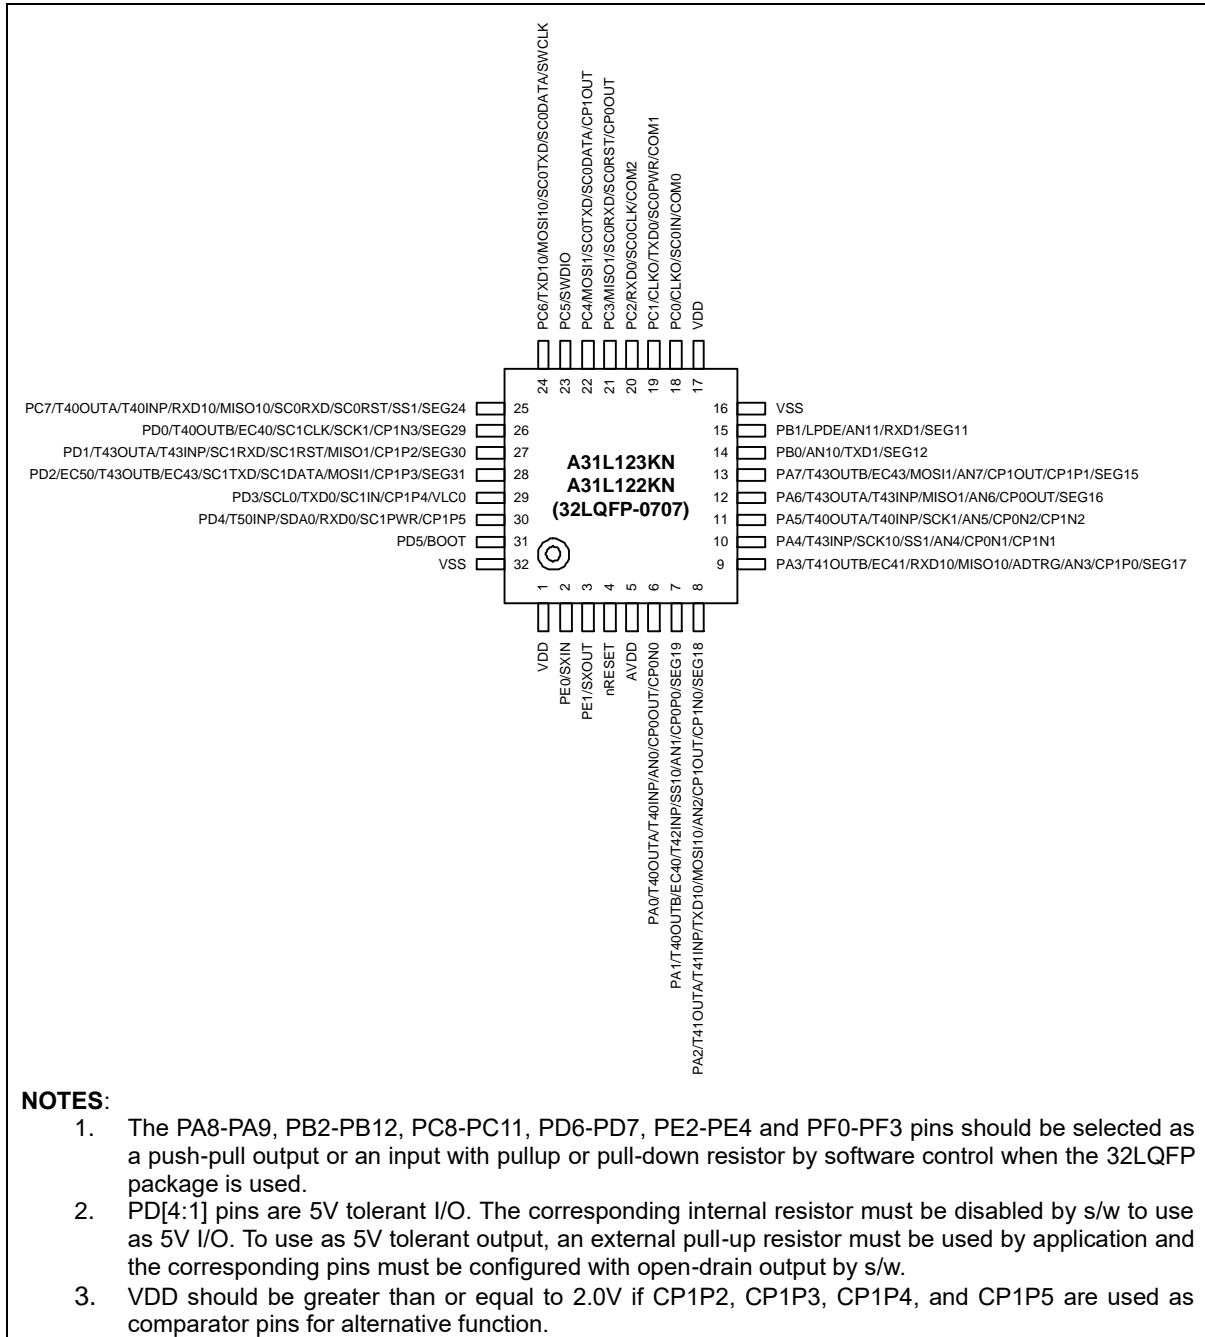 PC6/TXD10/MOSI10/SC0TXD/SC0DATA/SWCLK
PC5/SWDIO
PC4/MOSI1/SC0TXD/SC0DATA/CP1OUT
PC3/MISO1/SC0RXD/SC0RST/CP0OUT
PC2/RXD0/SC0CLK/COM2
PC1/CLKO/TXD0/SC0PWR/COM1
PC0/CLKO/SC0IN/COM0
VDD
24 23 22 21 20 19 18 17
PC7/T40OUTA/T40INP/RXD10/MISO10/SC0RXD/SC0RST/SS1/SEG24 25
PD0/T40OUTB/EC40/SC1CLK/SCK1/CP1N3/SEG29 26
PD1/T43OUTA/T43INP/SC1RXD/SC1RST/MISO1/CP1P2/SEG30 27
PD2/EC50/T43OUTB/EC43/SC1TXD/SC1DATA/MOSI1/CP1P3/SEG31 28
PD3/SCL0/TXD0/SC1IN/CP1P4/VLC0 29
PD4/T50INP/SDA0/RXD0/SC1PWR/CP1P5 30
PD5/BOOT 31
VSS 32
A31L123KN
A31L122KN
(32LQFP-0707)
16 VSS
15 PB1/LPDE/AN11/RXD1/SEG11
14 PB0/AN10/TXD1/SEG12
13 PA7/T43OUTB/EC43/MOSI1/AN7/CP1OUT/CP1P1/SEG15
12 PA6/T43OUTA/T43INP/MISO1/AN6/CP0OUT/SEG16
11 PA5/T40OUTA/T40INP/SCK1/AN5/CP0N2/CP1N2
10 PA4/T43INP/SCK10/SS1/AN4/CP0N1/CP1N1
9 PA3/T41OUTB/EC41/RXD10/MISO10/ADTRG/AN3/CP1P0/SEG17
1 2 3 4 5 6 7 8
VDD
PE0/SXIN
PE1/SXOUT
nRESET
AVDD
PA0/T40OUTA/T40INP/AN0/CP0OUT/CP0N0
PA1/T40OUTB/EC40/T42INP/SS10/AN1/CP0P0/SEG19
PA2/T41OUTA/T41INP/TXD10/MOSI10/AN2/CP1OUT/CP1N0/SEG18
NOTES:
1. The PA8-PA9, PB2-PB12, PC8-PC11, PD6-PD7, PE2-PE4 and PF0-PF3 pins should be selected as
a push-pull output or an input with pullup or pull-down resistor by software control when the 32LQFP
package is used.
2. PD[4:1] pins are 5V tolerant I/O. The corresponding internal resistor must be disabled by s/w to use
as 5V I/O. To use as 5V tolerant output, an external pull-up resistor must be used by application and
the corresponding pins must be configured with open-drain output by s/w.
3. VDD should be greater than or equal to 2.0V if CP1P2, CP1P3, CP1P4, and CP1P5 are used as
comparator pins for alternative function.